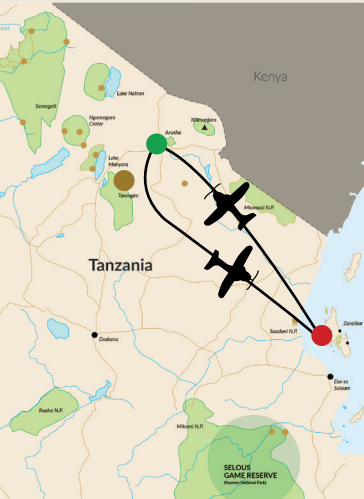 Kenya
Lake Natron
Serengeti
Ngorongoro
Center
Kilimanjaro
Arusha
Lake
Manyara
Tarangire
Mkomazi N.P.
Tanzania
Zanzibar
Saadani N.P.
Dodoma
Dar es
Salaam
Ruaha N.P.
Mikumi N.P.
SELOUS
GAME RESERVE